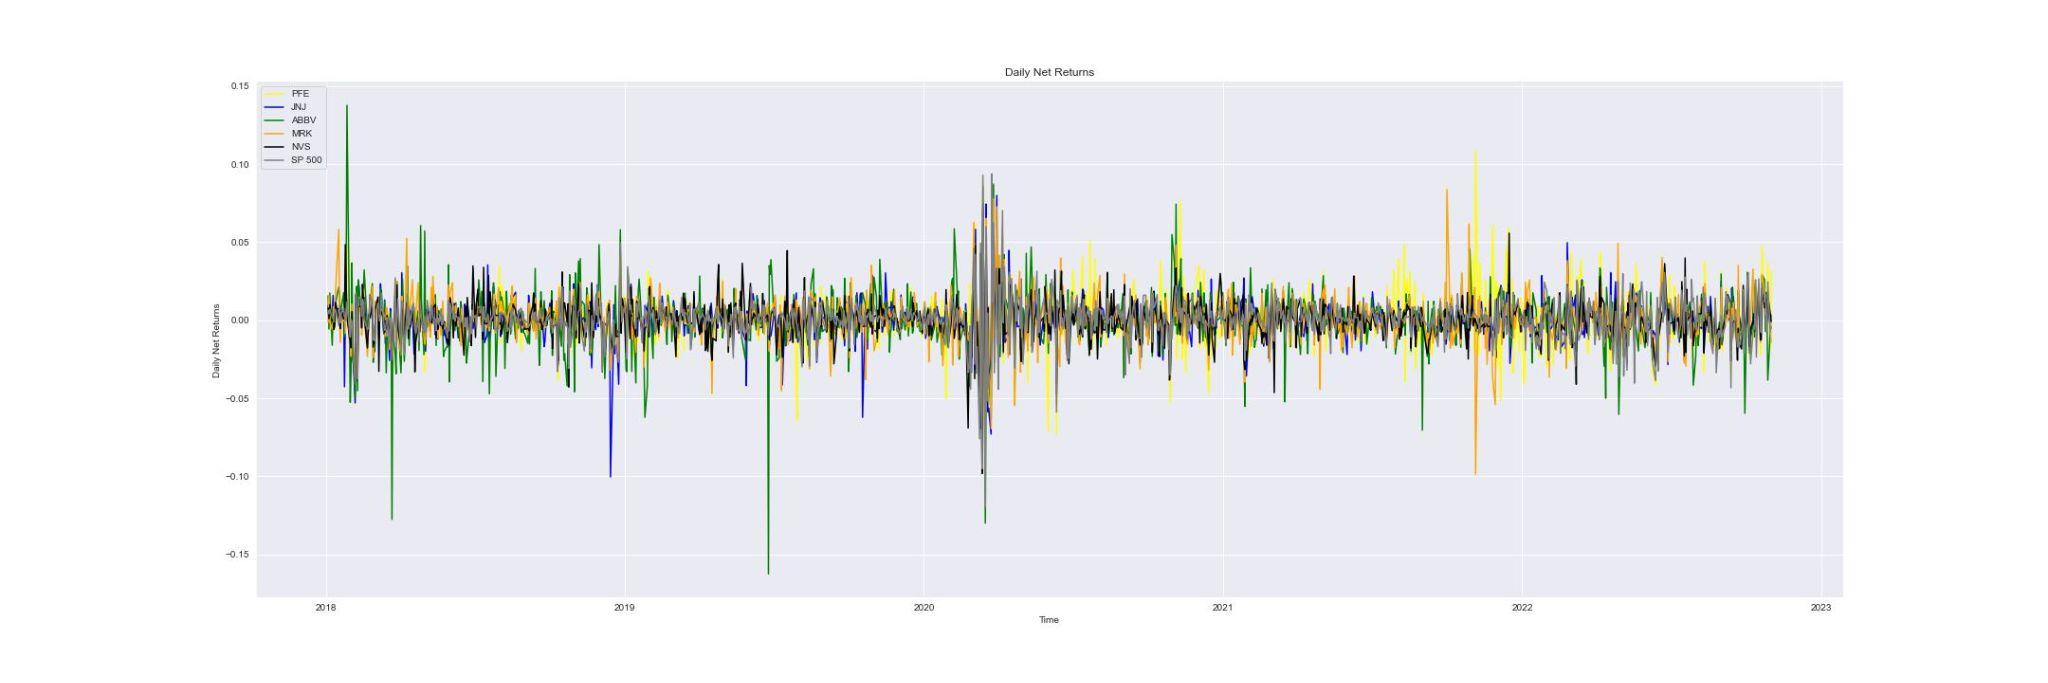 Daily Net Returns
0.15
0.10
0.05
0.00
−0.05
−0.10
−0.15
Daily Net Returns
PFE
JNJ
ABBV
MRK
NVS
SP 500
2018
2019
2020
2021
2022
2023
Time